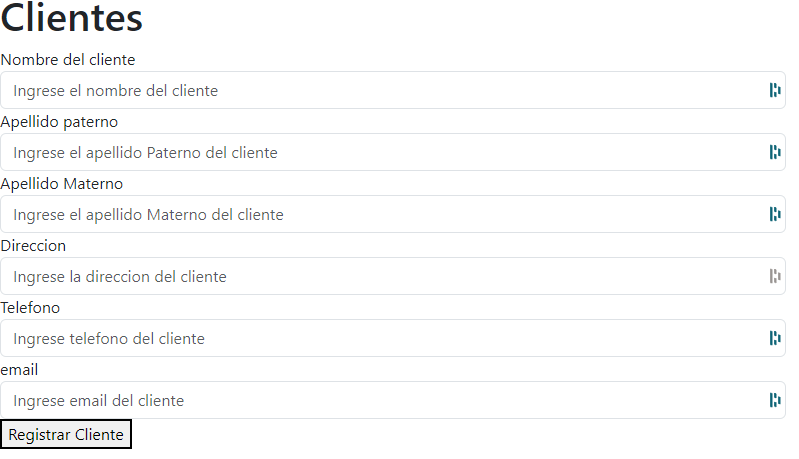 Clientes
Nombre del cliente
Ingrese el nombre del cliente
Apellido paterno
Ingrese el apellido Paterno del cliente
Apellido Materno
Ingrese el apellido Materno del cliente
Direccion
Ingrese la direccion del cliente
Telefono
Ingrese telefono del cliente
email
Ingrese email del cliente
Registrar Cliente